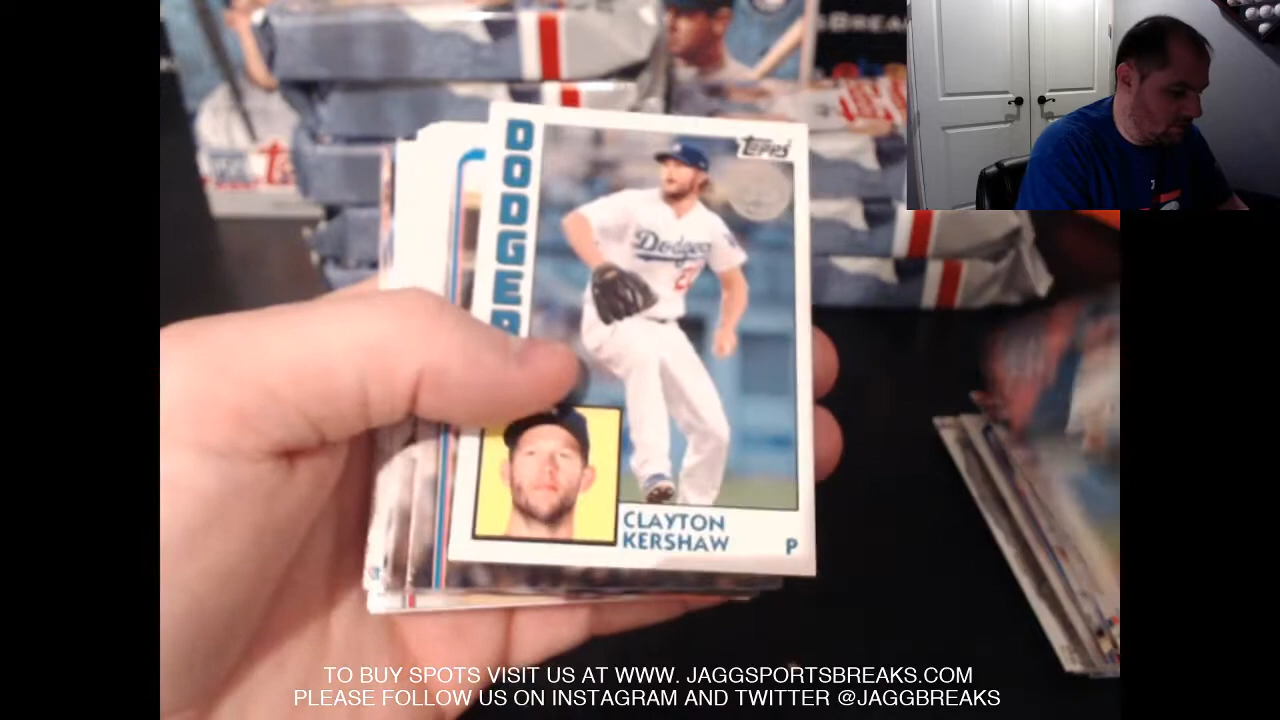 DODGER
Topps
Dodgers
CLAYTON
KERSHAW
P
TO BUY SPOTS VISIT US AT WWW. JAGGSPORTSBREAKS.COM
PLEASE FOLLOW US ON INSTAGRAM AND TWITTER @JAGGBREAKS